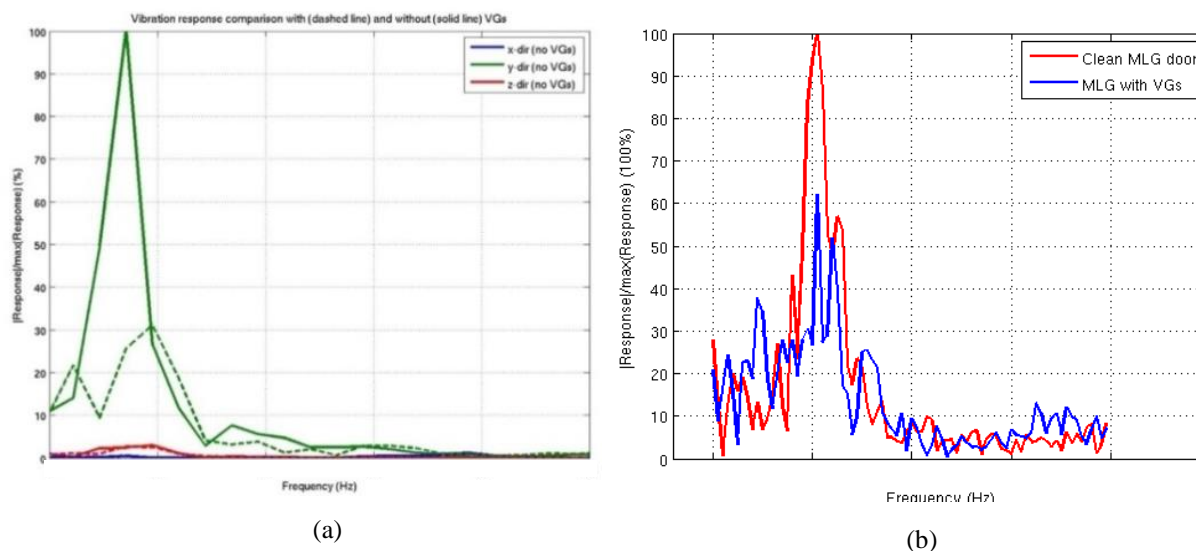 Vibration response comparison with (dashed line) and without (solid line) VGs
|Response|/max(Response) (%)
100
90
80
70
60
50
40
30
20
10
0
x-dir (no VGs)
y-dir (no VGs)
z-dir (no VGs)
Frequency (Hz)
(a)
|Response|/max(Response) (100%)
100
90
80
70
60
50
40
30
20
10
0
Clean MLG door
MLG with VGs
Frequency (Hz)
(b)